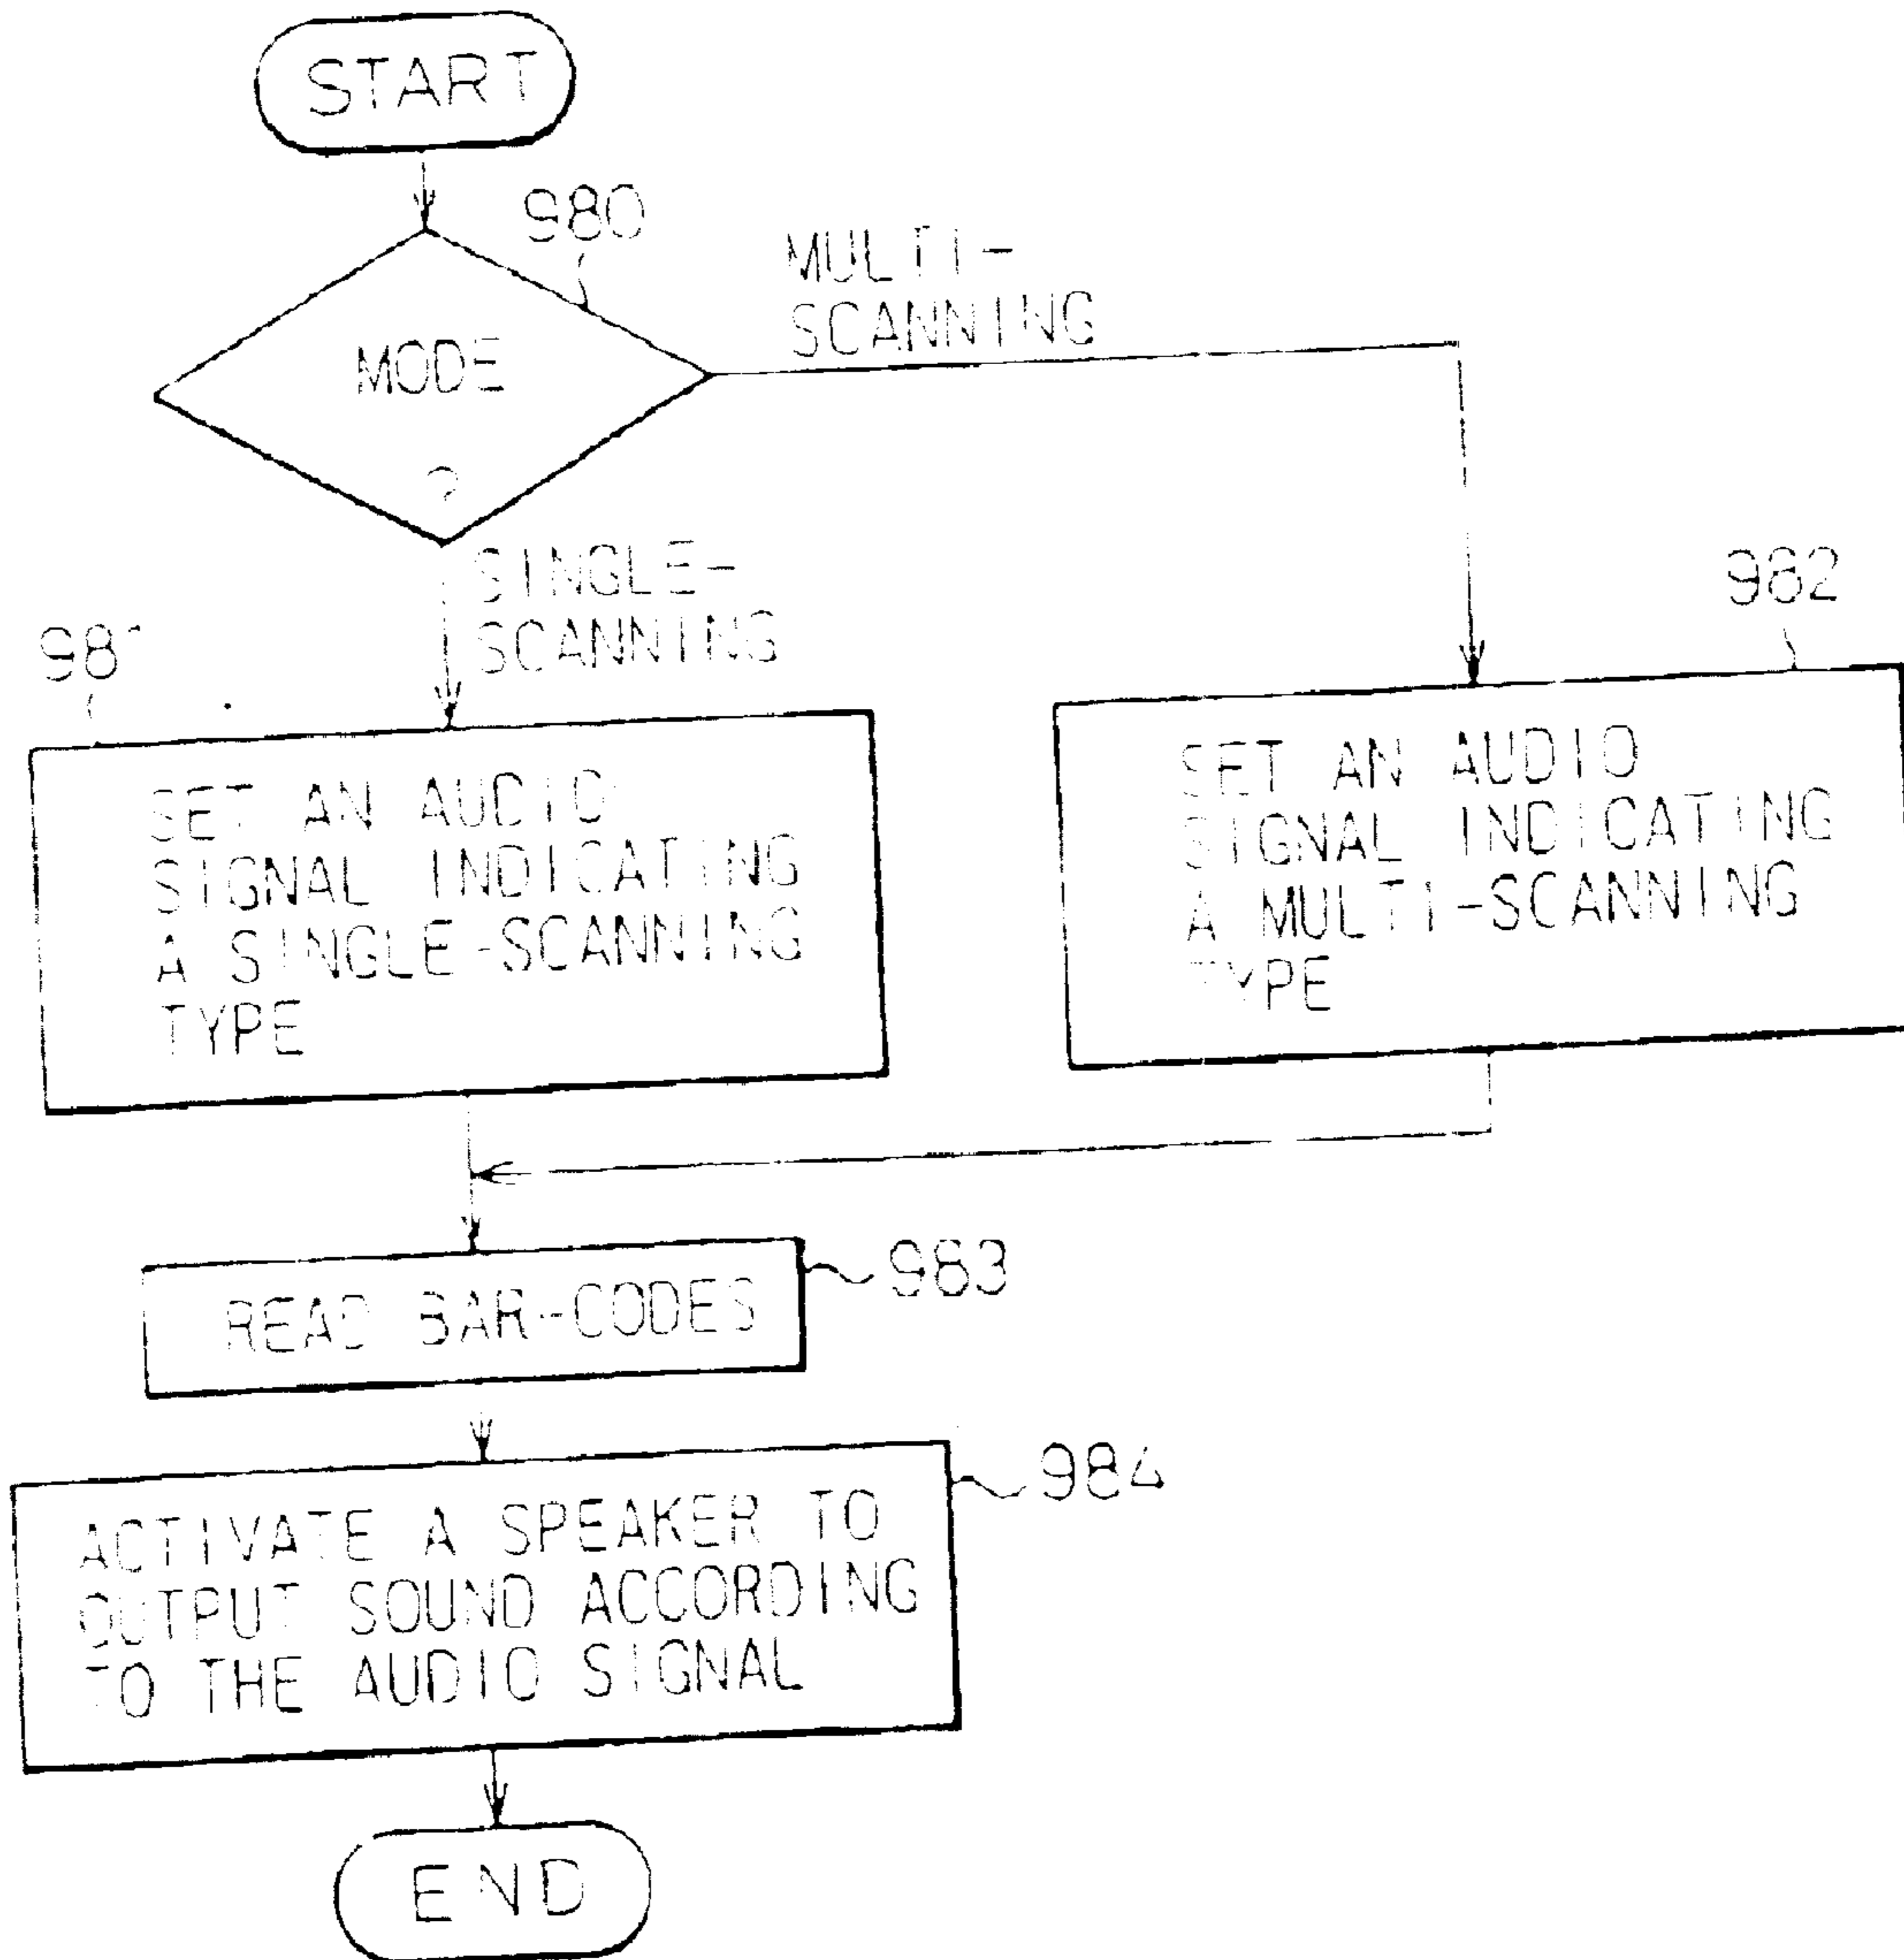 START
980
MODE
?
MULTI-
SCANNING
SINGLE-
SCANNING
982
SET AN AUDIO
SIGNAL INDICATING
A SINGLE-SCANNING
TYPE
SET AN AUDIO
SIGNAL INDICATING
A MULTI-SCANNING
TYPE
READ BAR-CODES
983
ACTIVATE A SPEAKER TO
OUTPUT SOUND ACCORDING
TO THE AUDIO SIGNAL
984
END